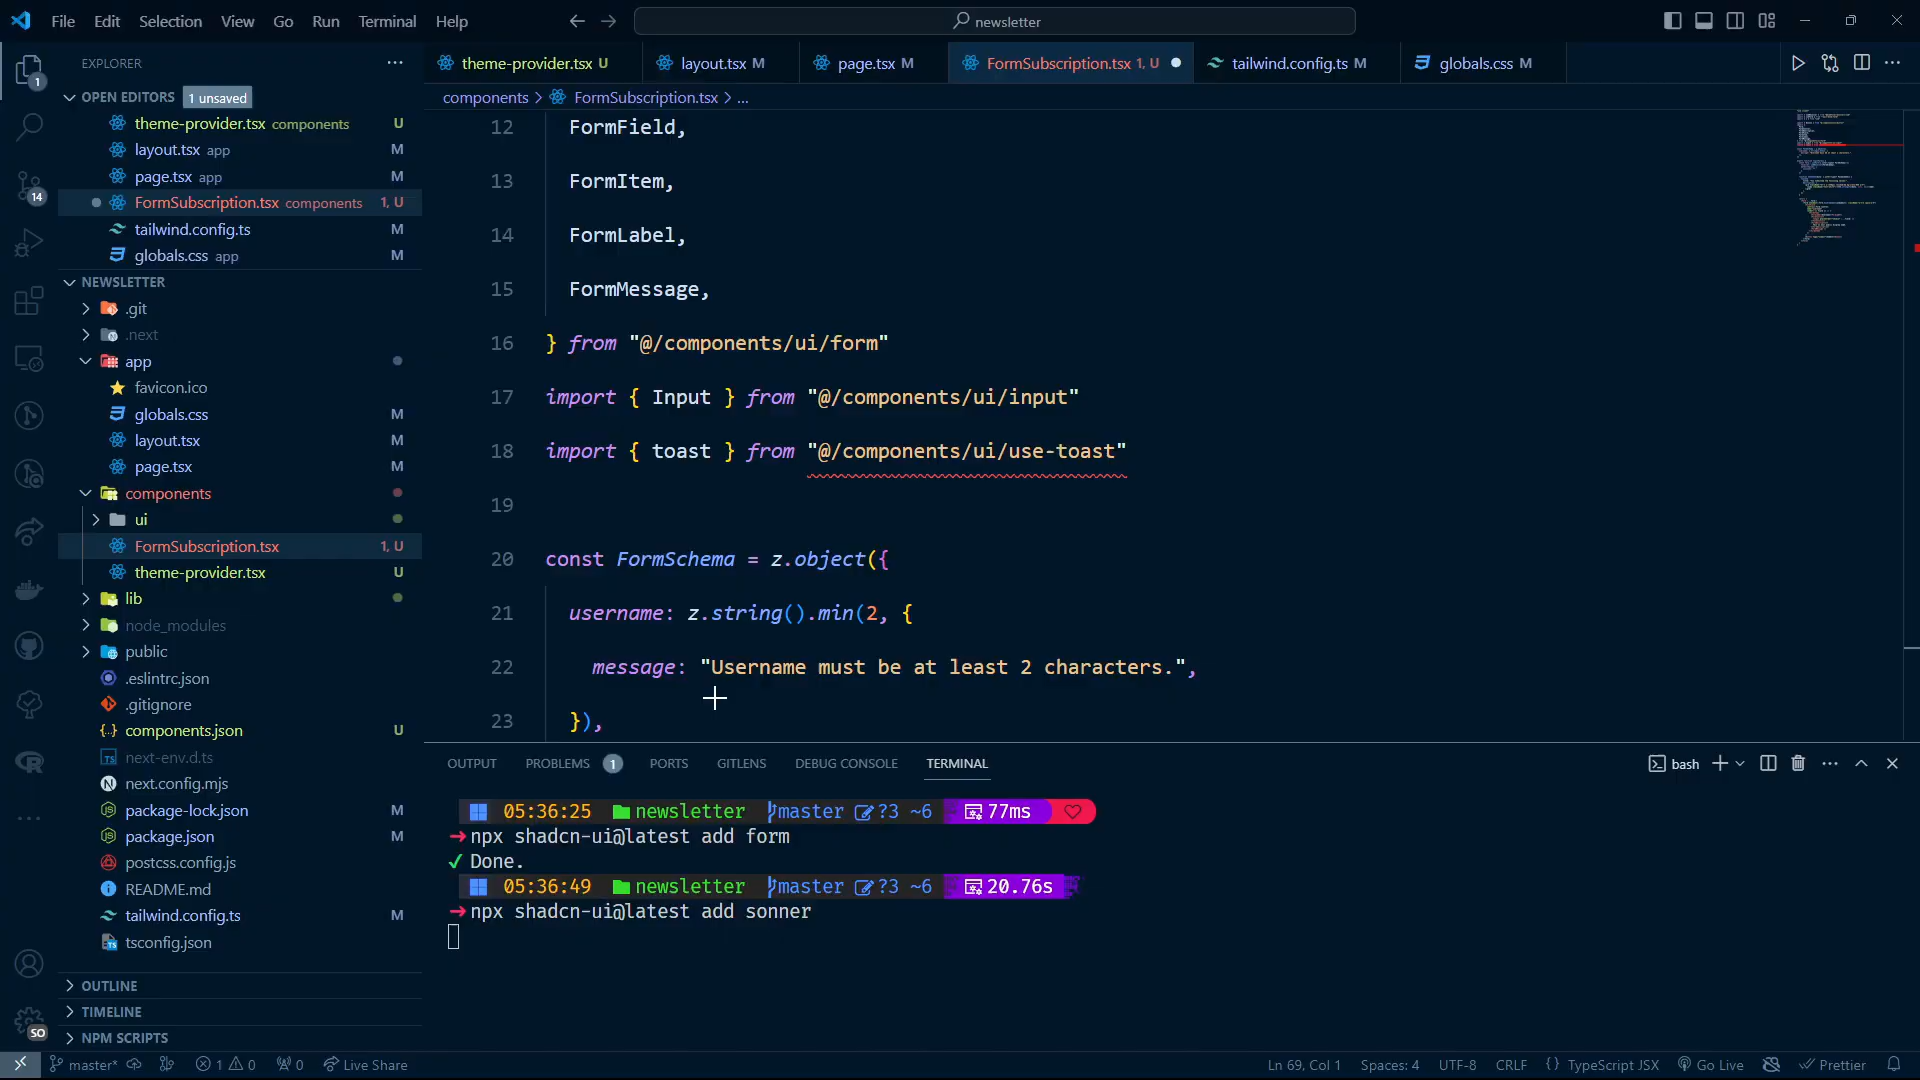 File Edit Selection View Go Run Terminal Help
newsletter
EXPLORER
theme-provider.tsx U
layout.tsx M
page.tsx M
FormSubscription.tsx 1, U
tailwind.config.ts M
globals.css M
1
OPEN EDITORS 1 unsaved
theme-provider.tsx components U
layout.tsx app M
page.tsx app M
FormSubscription.tsx components 1, U
tailwind.config.ts M
globals.css app M
14
NEWSLETTER
.git
.next
app
favicon.ico
globals.css M
layout.tsx M
page.tsx M
components
ui
FormSubscription.tsx 1, U
theme-provider.tsx U
lib
node_modules
public
.eslintrc.json
.gitignore
components.json U
next-env.d.ts
next.config.mjs
package-lock.json M
package.json M
postcss.config.js
README.md
tailwind.config.ts M
tsconfig.json
OUTLINE
TIMELINE
NPM SCRIPTS
SO
components > FormSubscription.tsx > ...
12 FormField,
13 FormItem,
14 FormLabel,
15 FormMessage,
16 } from "@/components/ui/form"
17 import { Input } from "@/components/ui/input"
18 import { toast } from "@/components/ui/use-toast"
19
20 const FormSchema = z.object({
21 username: z.string().min(2, {
22 message: "Username must be at least 2 characters.",
23 }),
OUTPUT PROBLEMS 1 PORTS GITLENS DEBUG CONSOLE TERMINAL
bash
05:36:25 newsletter master ?3 ~6 77ms
npx shadcn-ui@latest add form
✓ Done.
05:36:49 newsletter master ?3 ~6 20.76s
npx shadcn-ui@latest add sonner
master* 1 0 0 Live Share
Ln 69, Col 1 Spaces: 4 UTF-8 CRLF {} TypeScript JSX Go Live Prettier